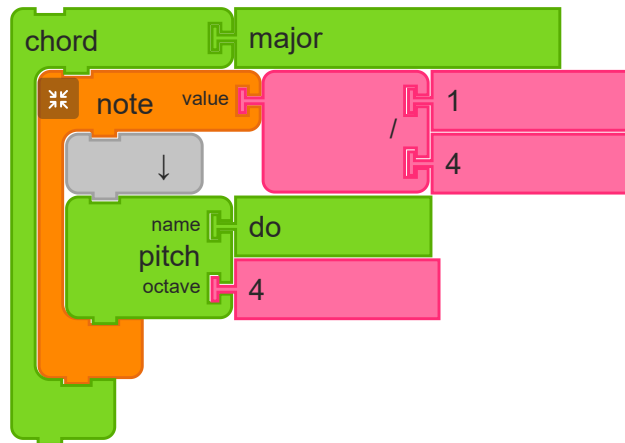 chord major
note value 1
/
4
↓
name do
pitch
octave 4